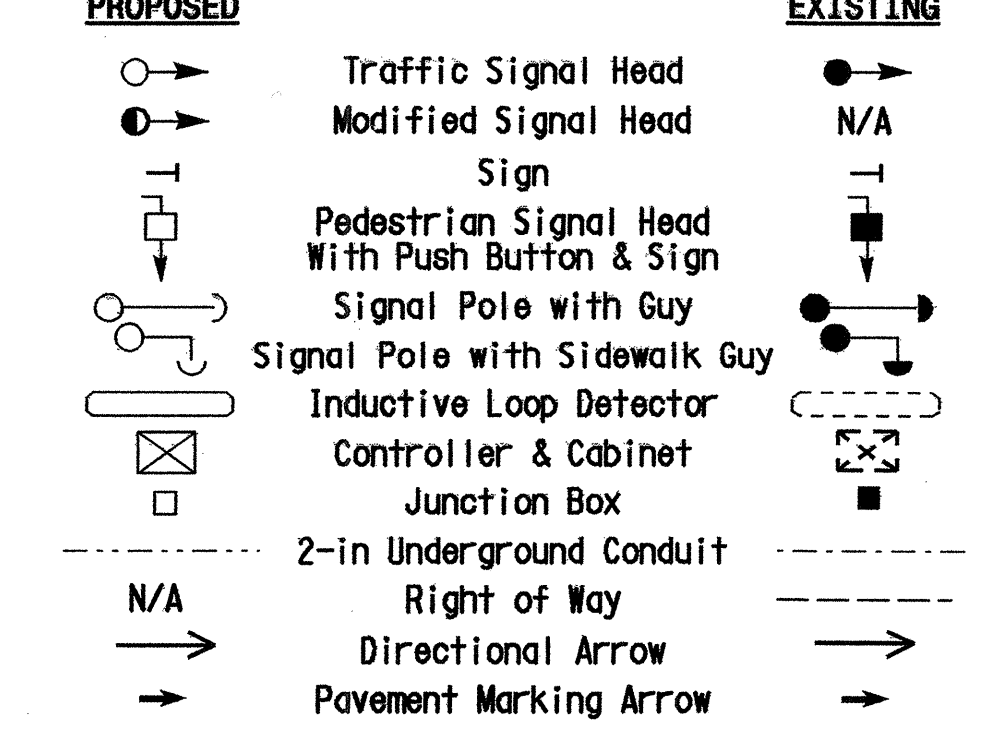 PROPOSED EXISTING
Traffic Signal Head
Modified Signal Head N/A
Sign
Pedestrian Signal Head
With Push Button & Sign
Signal Pole with Guy
Signal Pole with Sidewalk Guy
Inductive Loop Detector
Controller & Cabinet
Junction Box
2-in Underground Conduit
N/A Right of Way
Directional Arrow
Pavement Marking Arrow